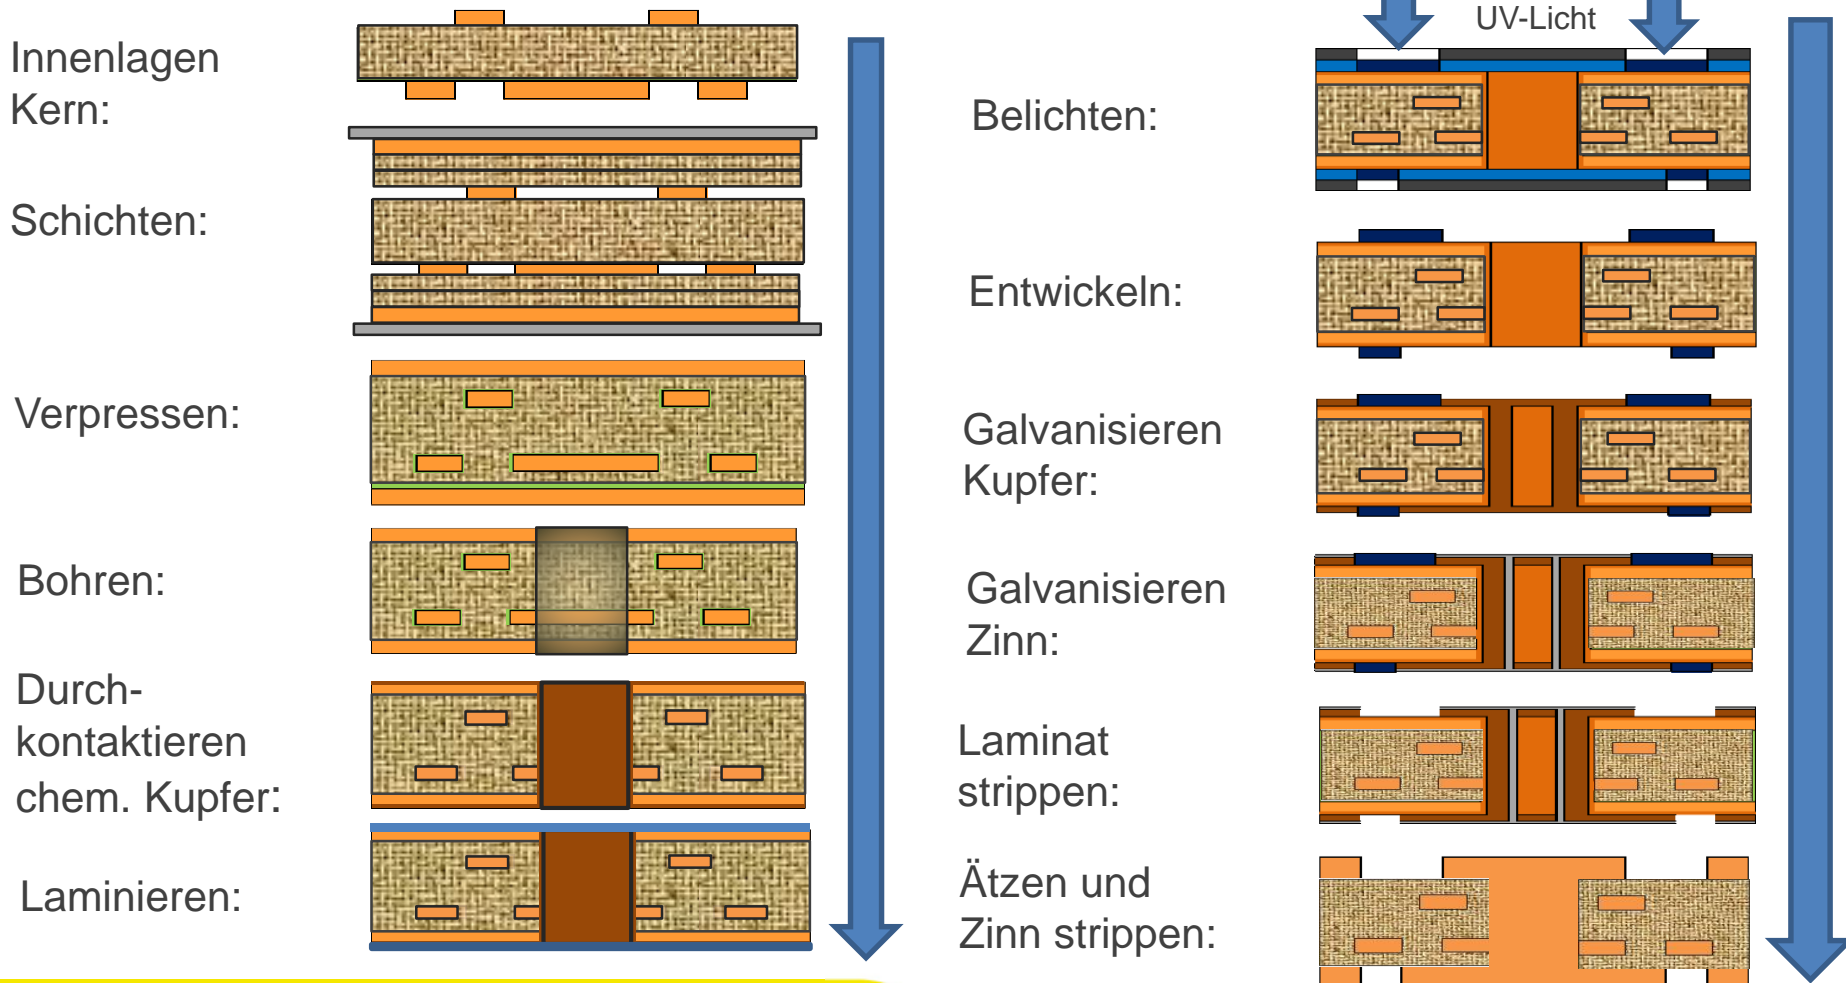 Innenlagen
Kern:
Schichten:
Verpressen:
Bohren:
Durch-
kontaktieren
chem. Kupfer:
Laminieren:
UV-Licht
Belichten:
Entwickeln:
Galvanisieren
Kupfer:
Galvanisieren
Zinn:
Laminat
strippen:
Ätzen und
Zinn strippen: